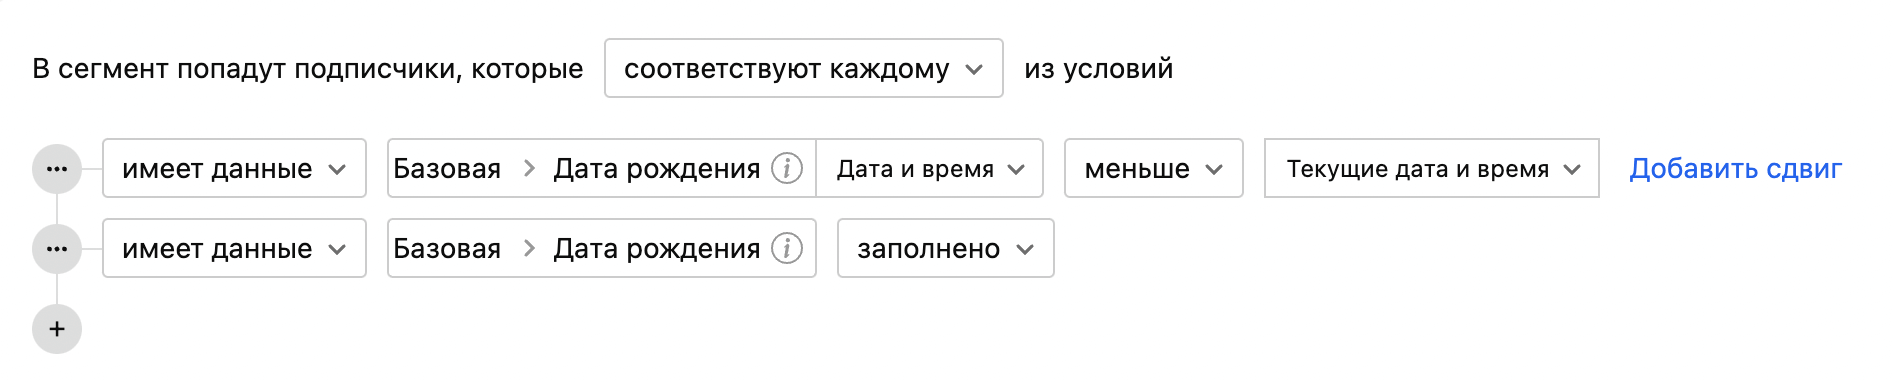 В сегмент попадут подписчики, которые соответствуют каждому из условий
имеет данные Базовая > Дата рождения i Дата и время меньше Текущие дата и время Добавить сдвиг
имеет данные Базовая > Дата рождения i заполнено
+